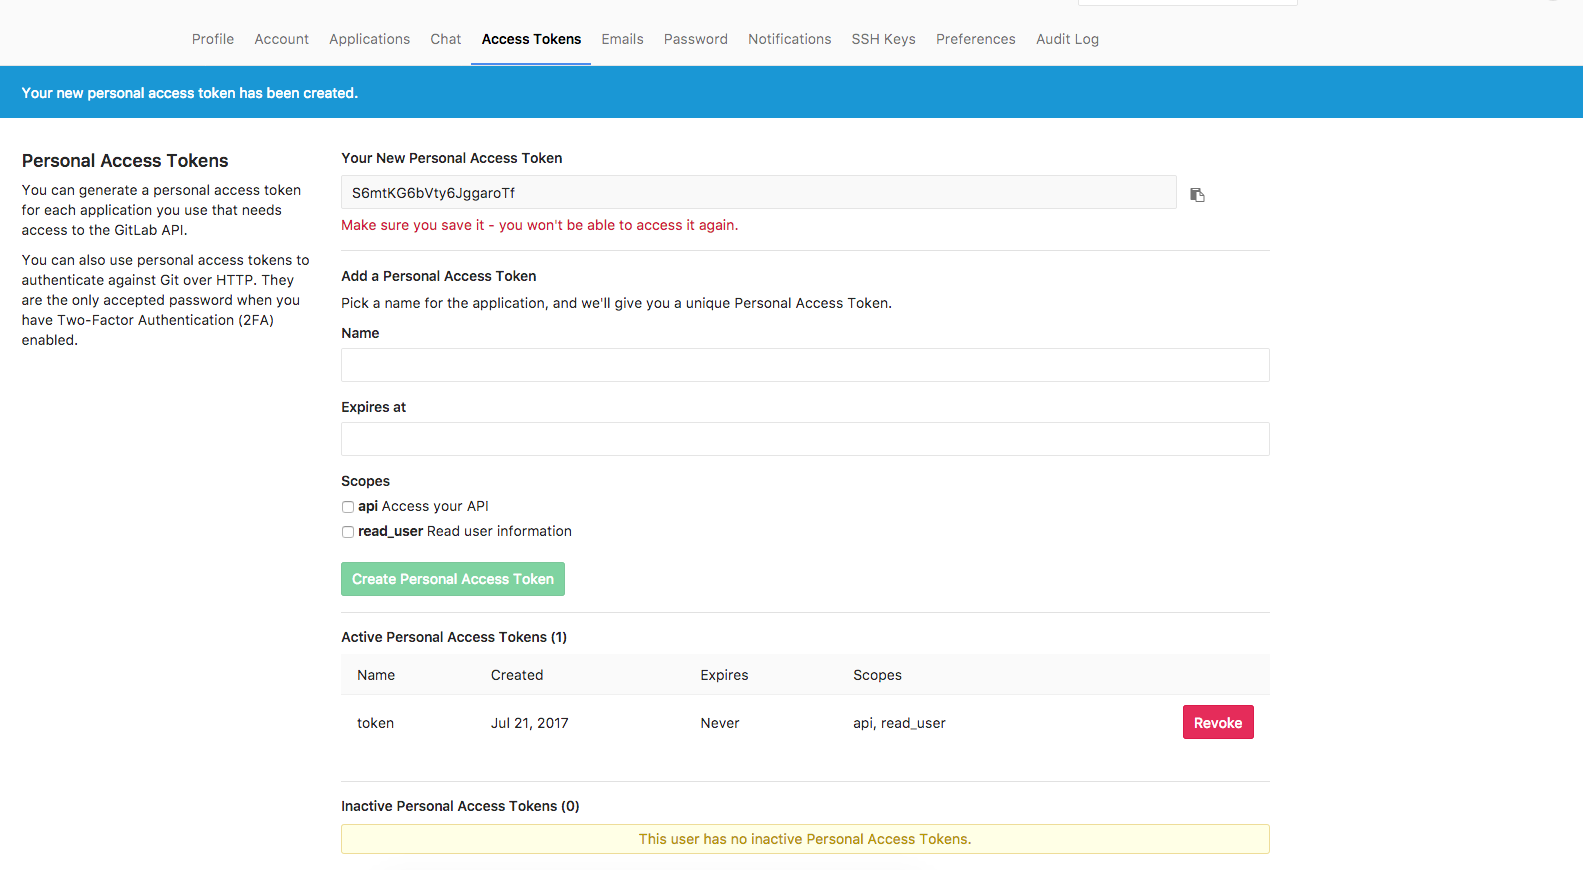 Profile Account Applications Chat Access Tokens Emails Password Notifications SSH Keys Preferences Audit Log
Your new personal access token has been created.
Personal Access Tokens
You can generate a personal access token
for each application you use that needs
access to the GitLab API.
You can also use personal access tokens to
authenticate against Git over HTTP. They
are the only accepted password when you
have Two-Factor Authentication (2FA)
enabled.
Your New Personal Access Token
S6mtKG6bVty6JggaroTf
Make sure you save it - you won't be able to access it again.
Add a Personal Access Token
Pick a name for the application, and we'll give you a unique Personal Access Token.
Name
Expires at
Scopes
api Access your API
read_user Read user information
Create Personal Access Token
Active Personal Access Tokens (1)
Name Created Expires Scopes
token Jul 21, 2017 Never api, read_user Revoke
Inactive Personal Access Tokens (0)
This user has no inactive Personal Access Tokens.